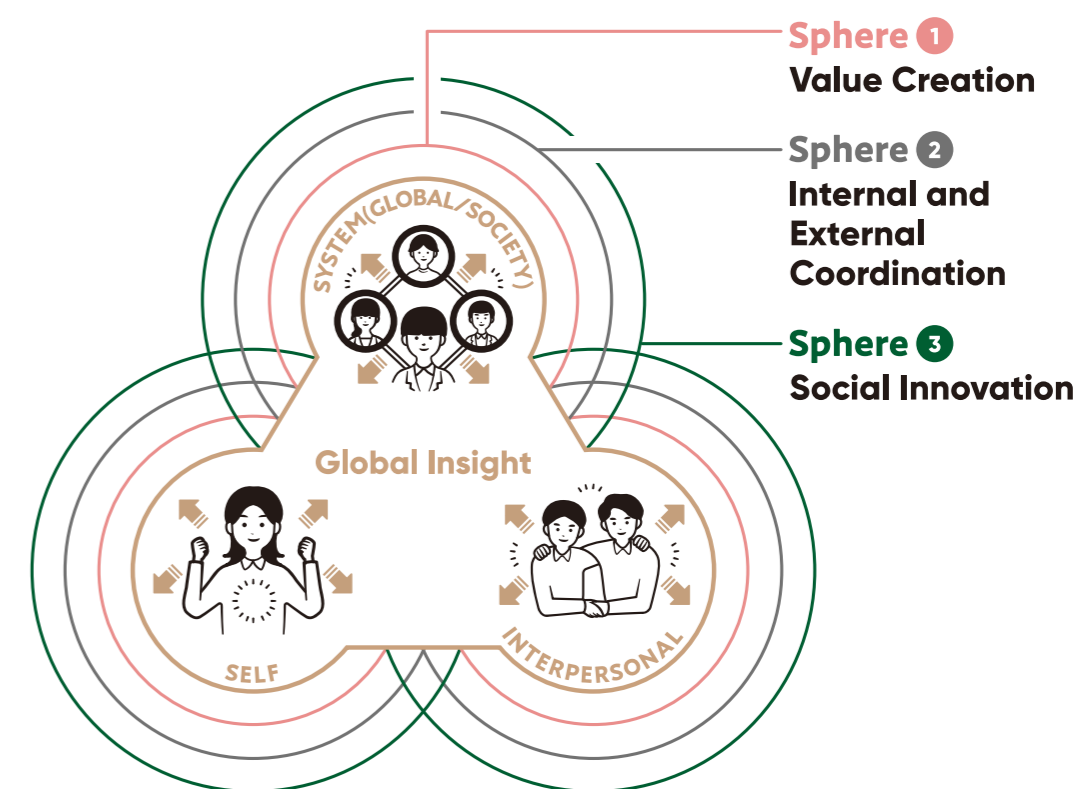 Sphere 1
Value Creation
Sphere 2
Internal and
External
Coordination
Sphere 3
Social Innovation
SYSTEM(GLOBAL/SOCIETY)
Global Insight
SELF
INTERPERSONAL